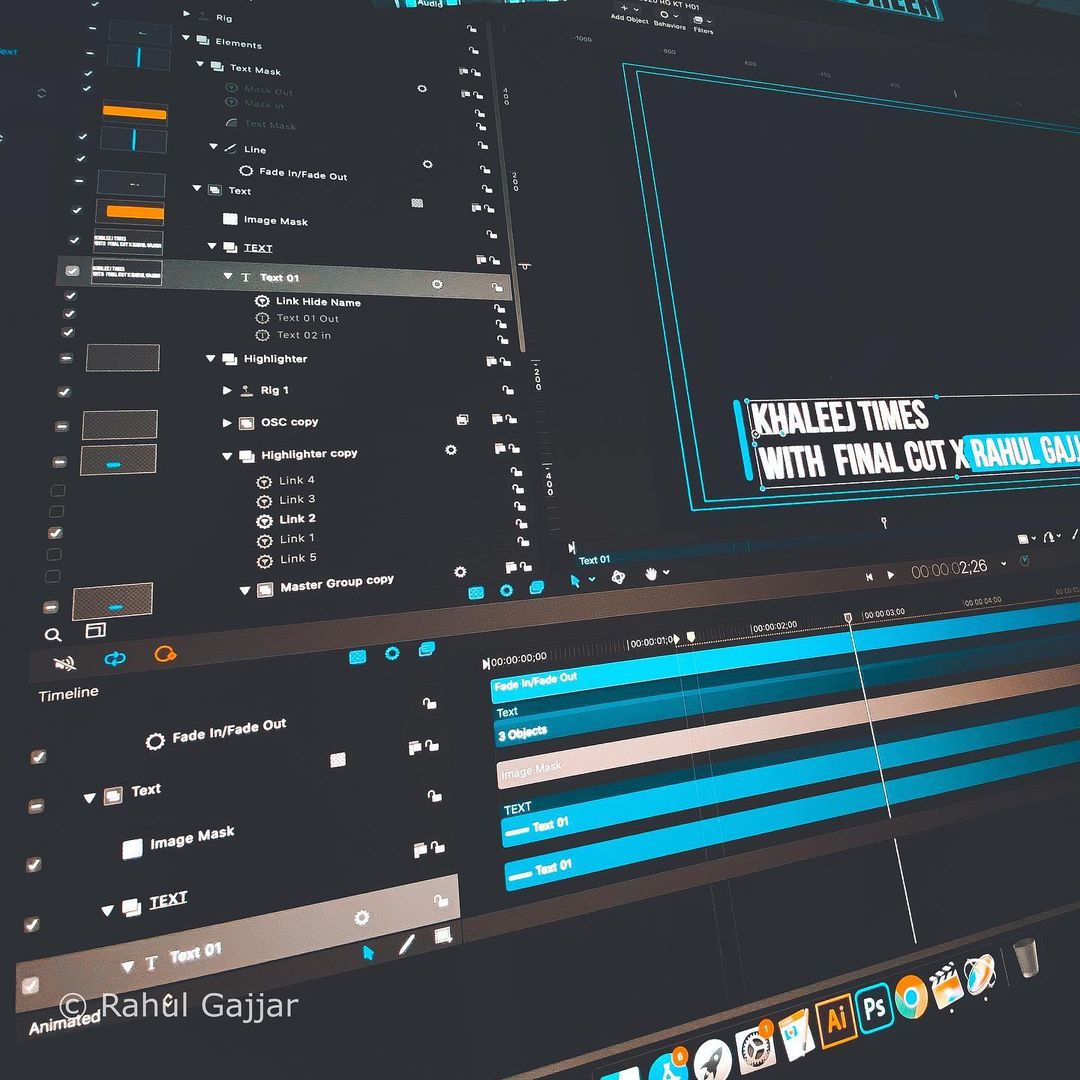 Audio
Rig
Elements
Text Mask
Mask Out
Mask In
Text Mask
Line
Fade In/Fade Out
Text
Image Mask
TEXT
Text 01
Link Hide Name
Text 01 Out
Text 02 in
Highlighter
Rig 1
OSC copy
Highlighter copy
Link 4
Link 3
Link 2
Link 1
Link 5
Master Group copy
Add Object
Behaviors
Filters
KHALEEJ TIMES
WITH FINAL CUT X RAHUL
Text 01
00:00:02;26
Timeline
Fade In/Fade Out
Text
Image Mask
TEXT
Text 01
Animated
00:00:00;00
00:00:02;00
00:00:03;00
00:00:04;00
Fade In/Fade Out
Text
3 Objects
Image Mask
TEXT
Text 01
Text 01
6
1
Ai
Ps
© Rahul Gajjar